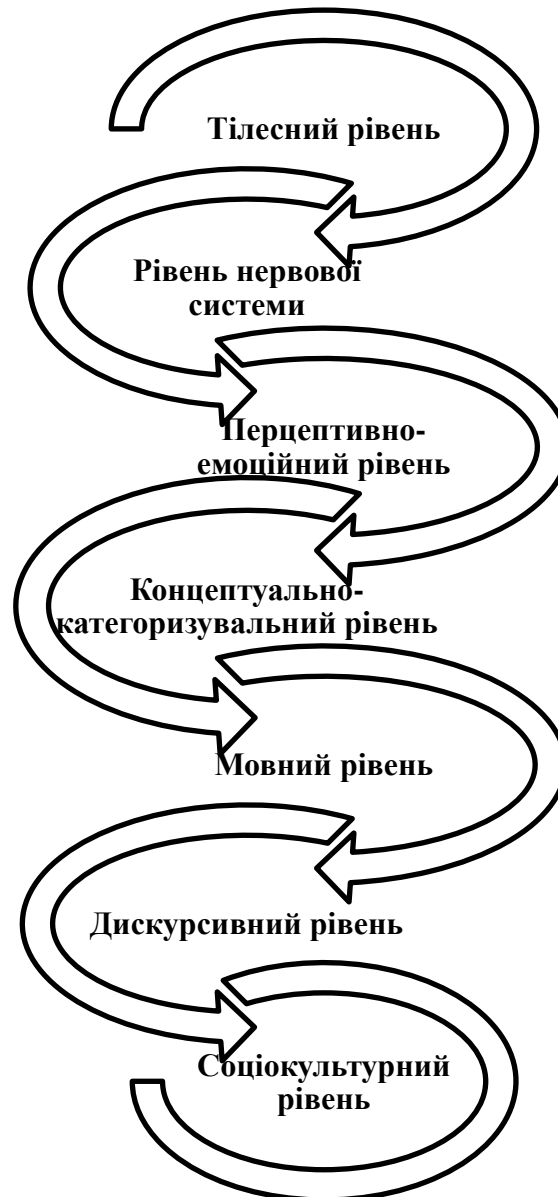 Тілесний рівень
Рівень нервової
системи
Перцептивно-
емоційний рівень
Концептуально-
категоризувальний рівень
Мовний рівень
Дискурсивний рівень
Соціокультурний
рівень